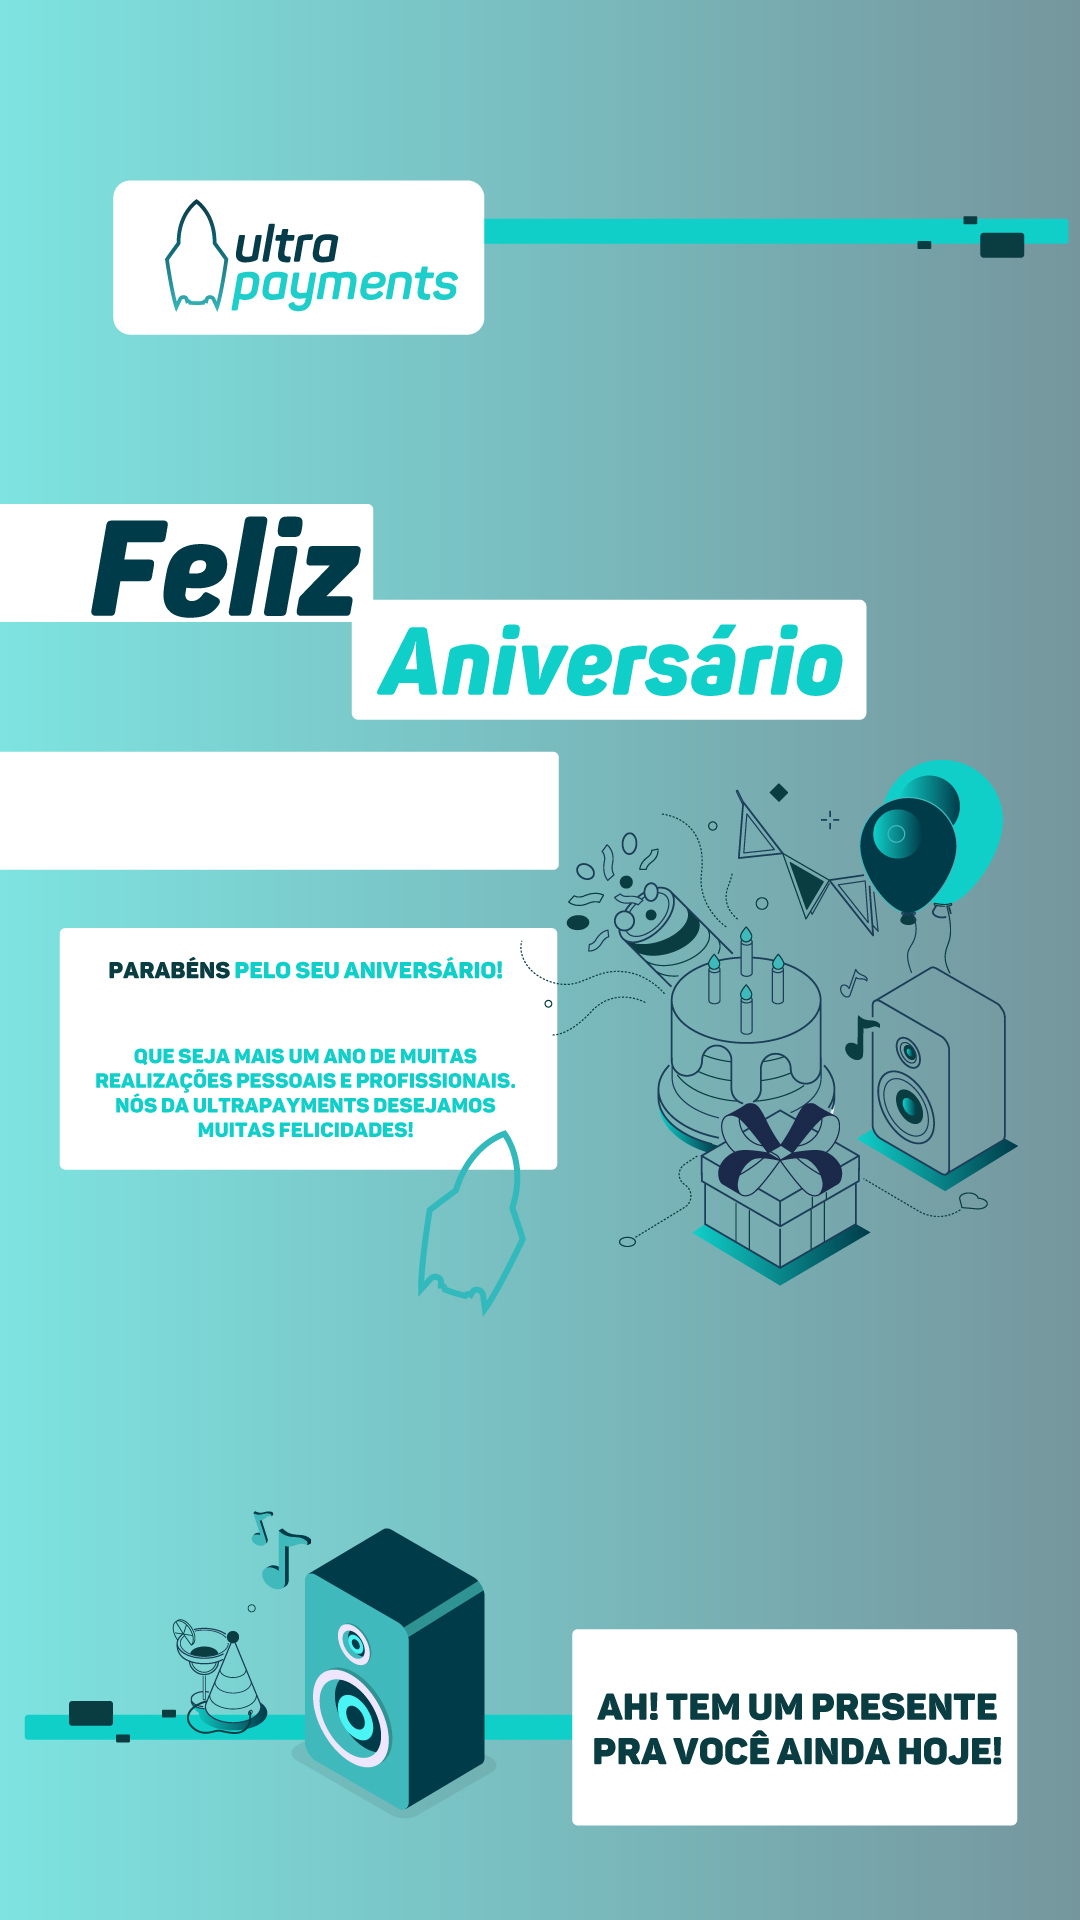 ultra
payments
Feliz
Aniversário
PARABÉNS PELO SEU ANIVERSÁRIO!
QUE SEJA MAIS UM ANO DE MUITAS
REALIZAÇÕES PESSOAIS E PROFISSIONAIS.
NÓS DA ULTRAPAYMENTS DESEJAMOS
MUITAS FELICIDADES!
AH! TEM UM PRESENTE
PRA VOCÊ AINDA HOJE!